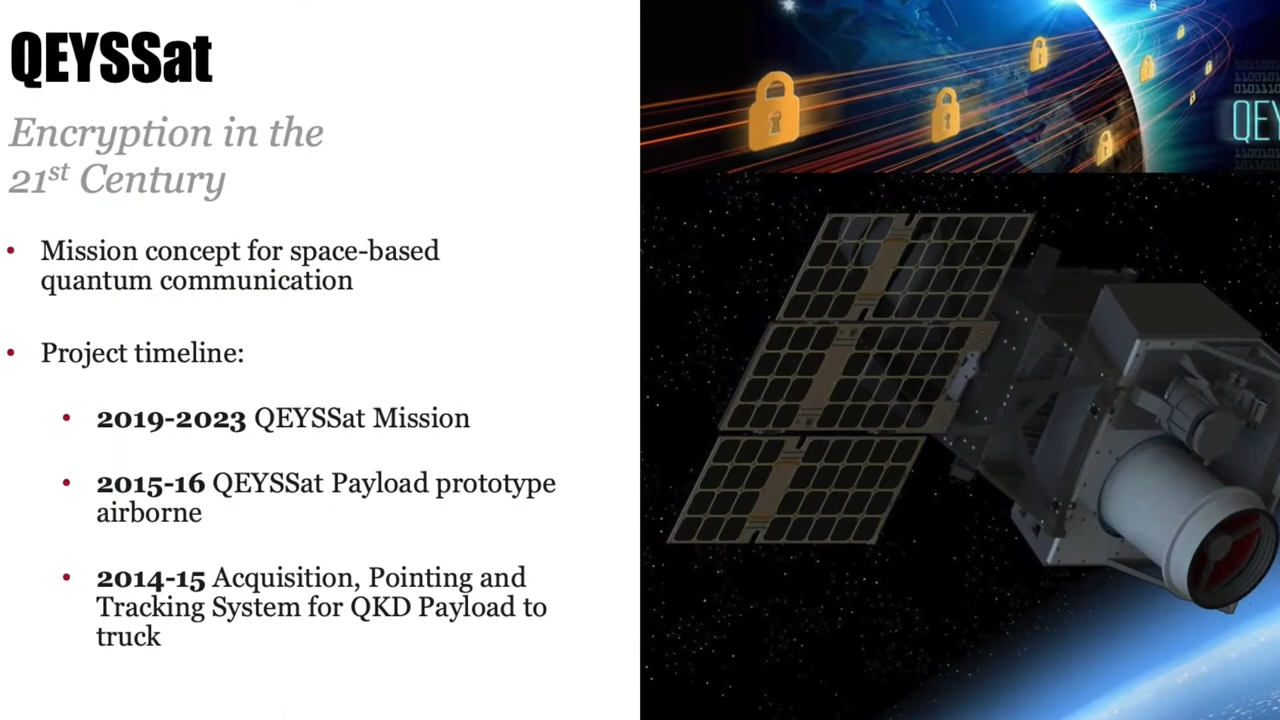 QEYSSat
Encryption in the
21st Century
• Mission concept for space-based
quantum communication
• Project timeline:
• 2019-2023 QEYSSat Mission
• 2015-16 QEYSSat Payload prototype
airborne
• 2014-15 Acquisition, Pointing and
Tracking System for QKD Payload to
truck
QEY